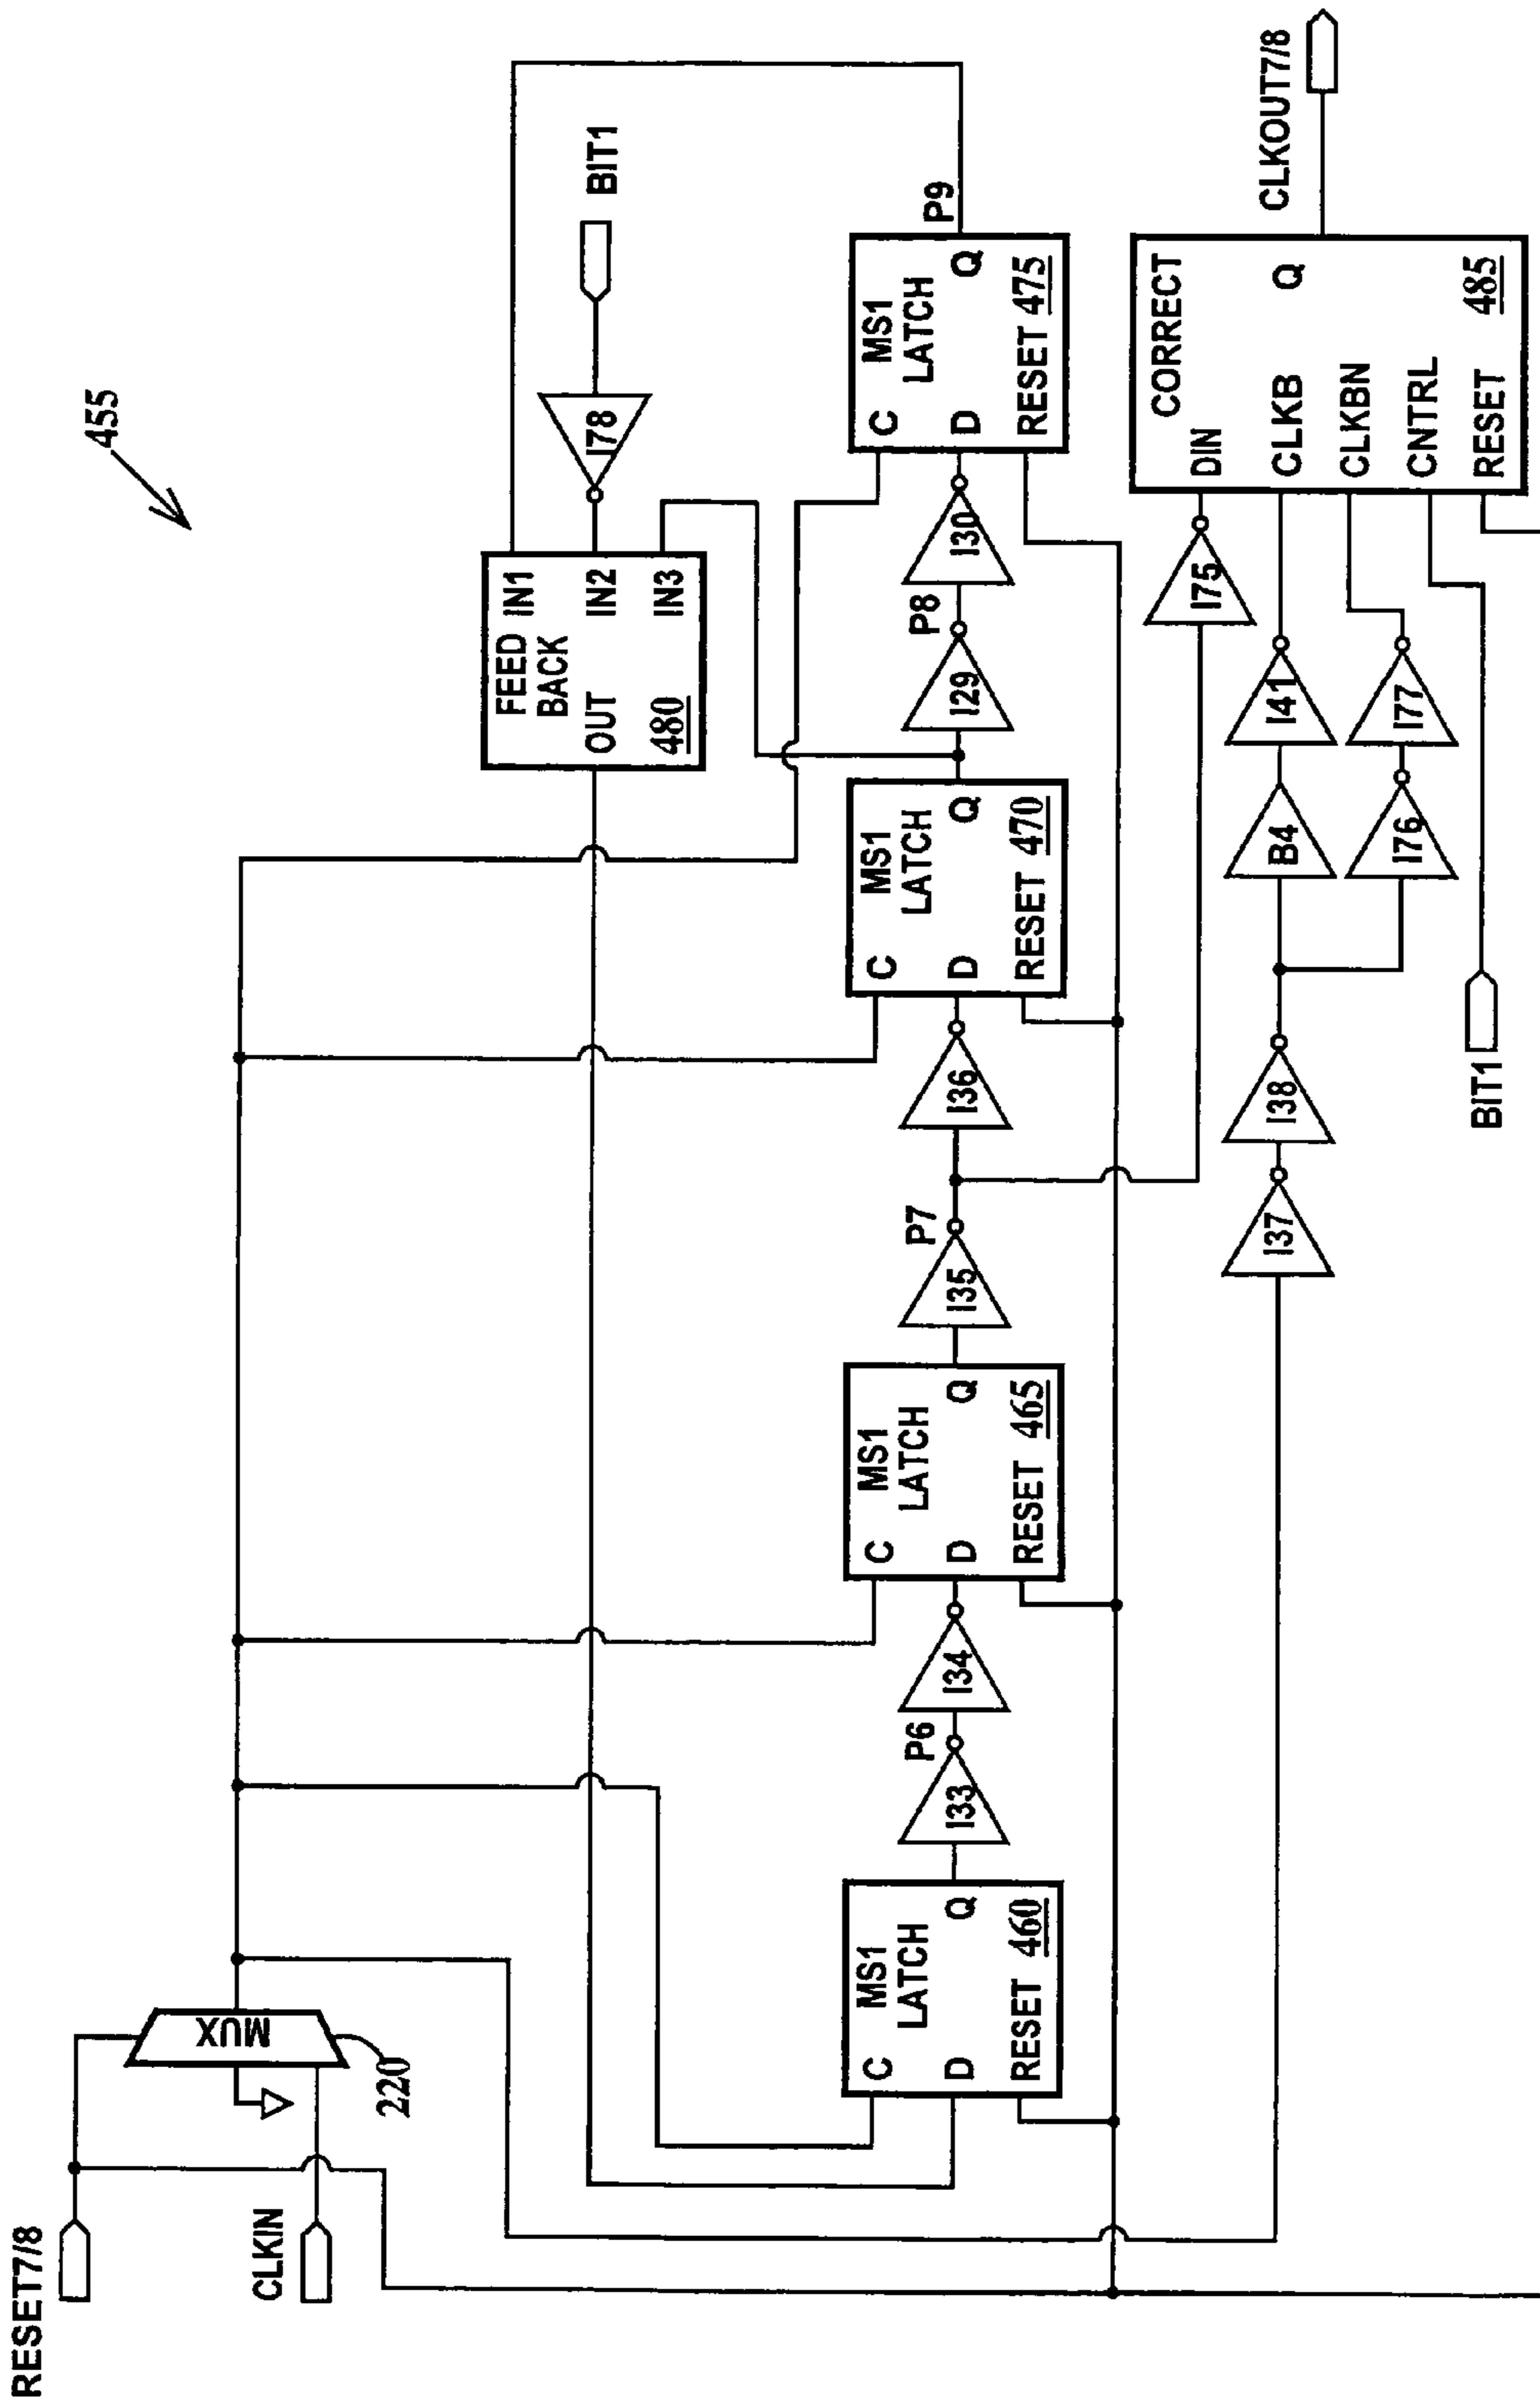 455
RESET7/8
CLKIN
MUX
220
FEED
BACK
IN1
OUT
IN2
IN3
480
I78
BIT1
C
MS1
LATCH
D
Q
RESET 460
I33
P6
I34
C
MS1
LATCH
D
Q
RESET 465
I35
P7
I36
C
MS1
LATCH
D
Q
RESET 470
I29
P8
I30
C
MS1
LATCH
D
Q
RESET 475
P9
I37
I38
B4
I41
I76
I77
I75
BIT1
CORRECT
DIN
CLKB
Q
CLKBN
CNTRL
RESET
485
CLKOUT7/8